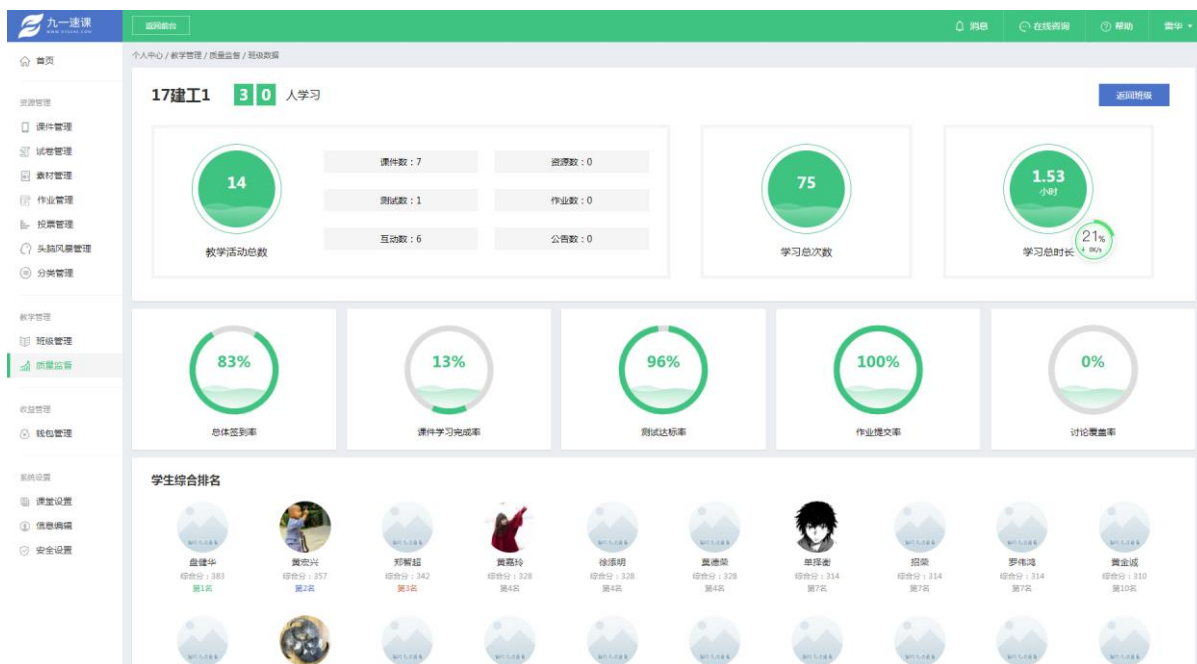 九一速课
返回前台
消息
在线咨询
帮助
雷华
首页
资源管理
课件管理
试卷管理
素材管理
作业管理
投票管理
头脑风暴管理
分类管理
教学管理
班级管理
质量监督
收益管理
钱包管理
系统设置
课堂设置
信息编辑
安全设置
个人中心 / 教学管理 / 质量监督 / 班级数据
17建工1 30 人学习
返回班级
14
教学活动总数
课件数：7 资源数：0
测试数：1 作业数：0
互动数：6 公告数：0
75
学习总次数
1.53
小时
学习总时长
21%
83%
总体签到率
13%
课件学习完成率
96%
测试达标率
100%
作业提交率
0%
讨论覆盖率
学生综合排名
盘健华 黄宏兴 郑智超 黄嘉玲 徐添明 莫德荣 单择衡 招荣 罗伟鸿 黄金诚
综合分：383 综合分：357 综合分：342 综合分：328 综合分：328 综合分：328 综合分：314 综合分：314 综合分：314 综合分：310
第1名 第2名 第3名 第4名 第4名 第4名 第7名 第7名 第7名 第10名